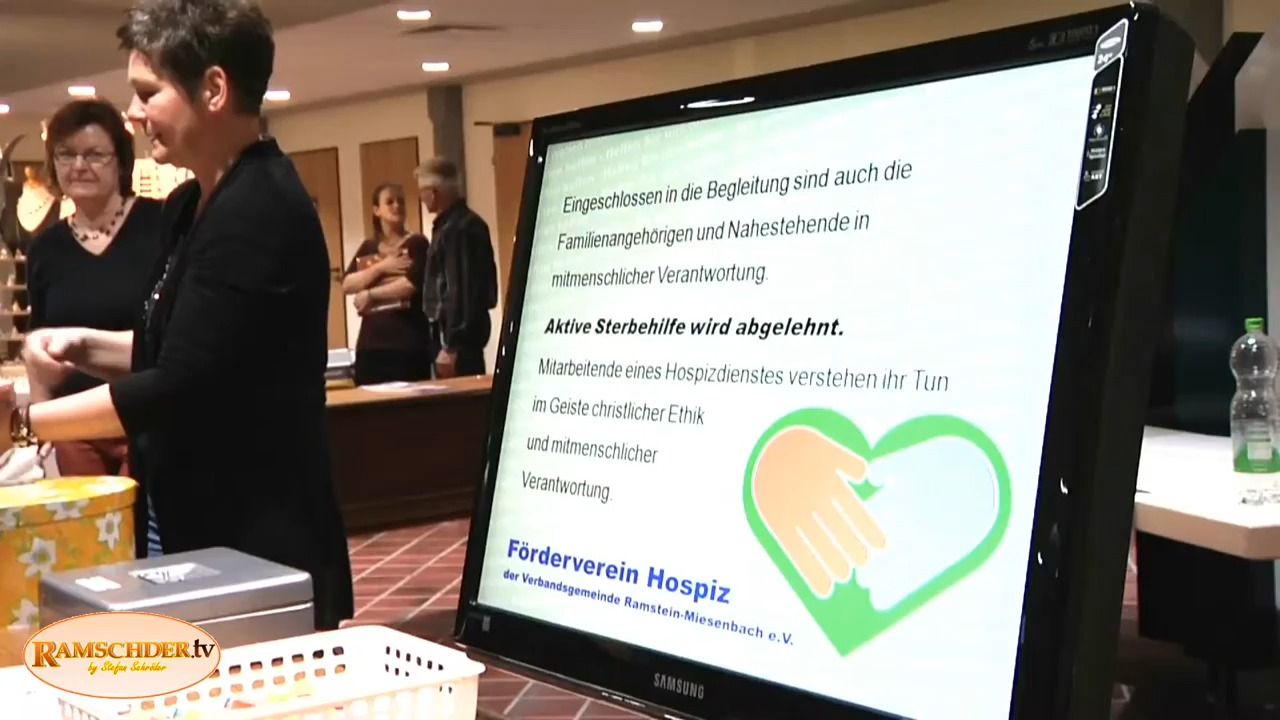 Eingeschlossen in die Begleitung sind auch die
Familienangehörigen und Nahestehende in
mitmenschlicher Verantwortung.
Aktive Sterbehilfe wird abgelehnt.
Mitarbeitende eines Hospizdienstes verstehen ihr Tun
im Geiste christlicher Ethik
und mitmenschlicher
Verantwortung.
Förderverein Hospiz
der Verbandsgemeinde Ramstein-Miesenbach e.V.
SAMSUNG
RAMSCHDER.tv
by Stefan Schröder